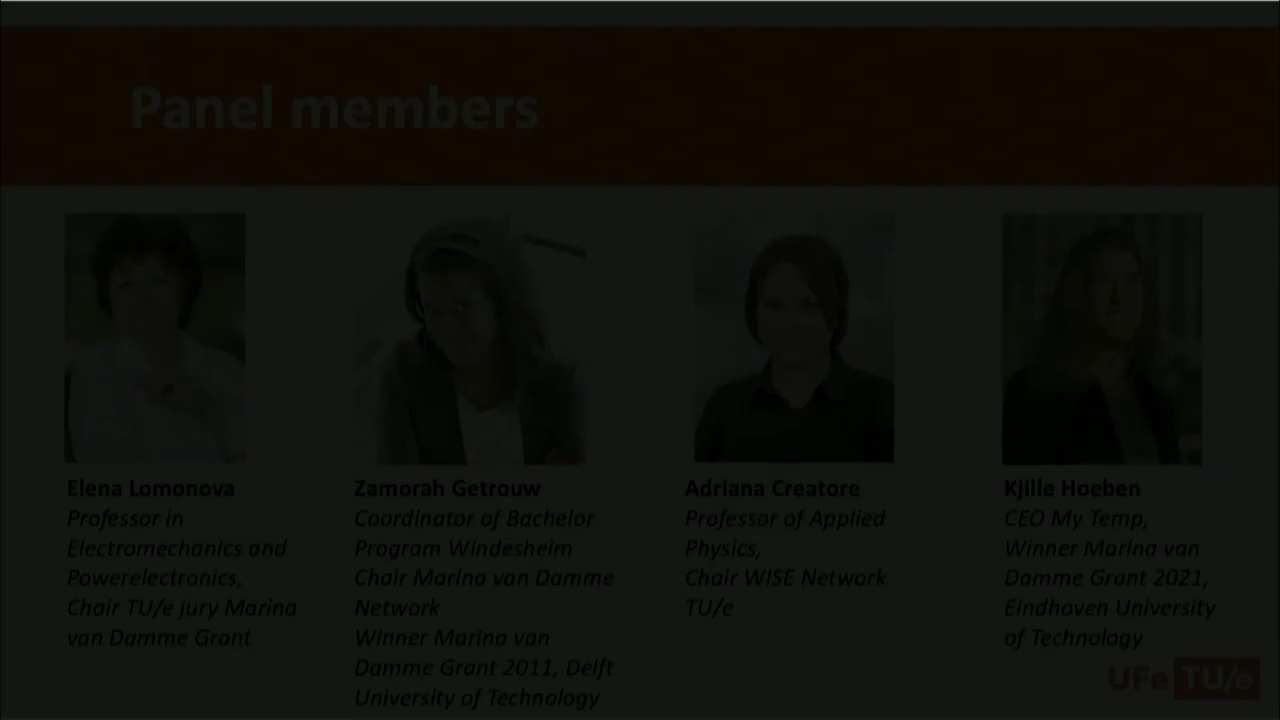 Panel members
Elena Lomonova
Professor in
Electromechanics and
Powerelectronics,
Chair TU/e jury Marina
van Damme Grant
Zamorah Getrouw
Coordinator of Bachelor
Program Windesheim
Chair Marina van Damme
Network
Winner Marina van
Damme Grant 2011, Delft
University of Technology
Adriana Creatore
Professor of Applied
Physics,
Chair WISE Network
TU/e
Kjille Hoeben
CEO My Temp,
Winner Marina van
Damme Grant 2021,
Eindhoven University
of Technology
UFe TU/e